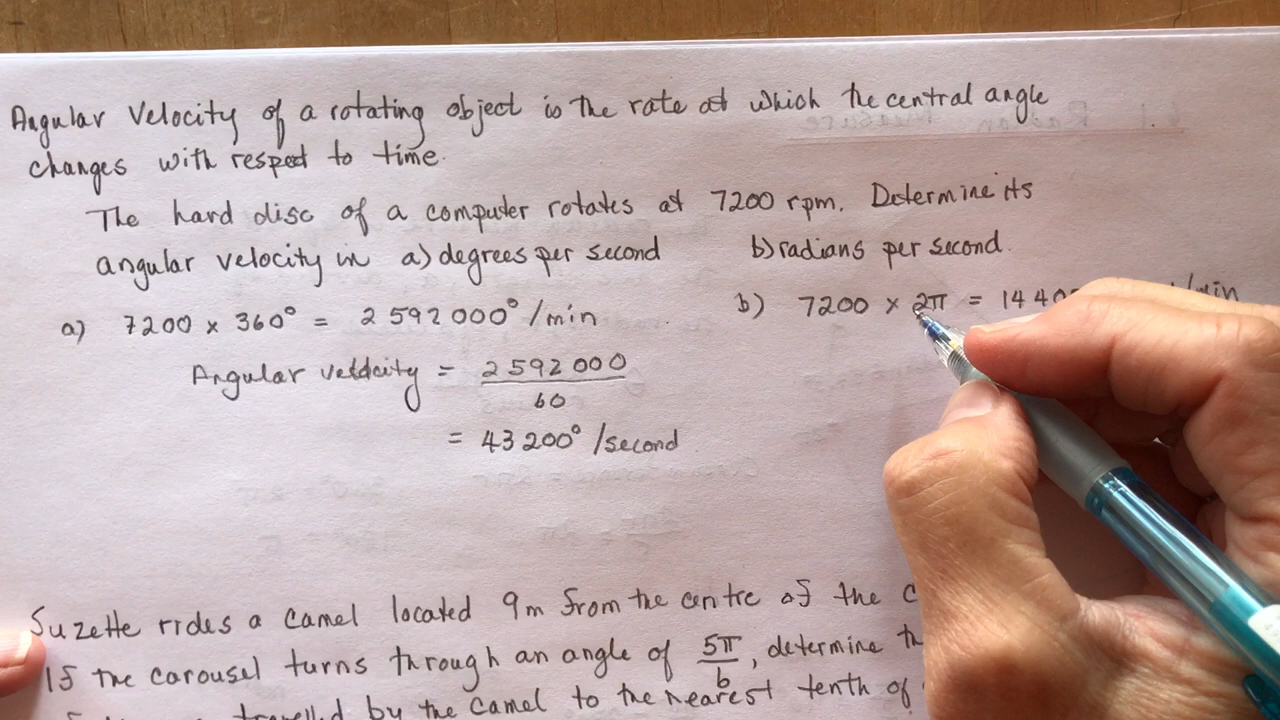 Angular Velocity of a rotating object is the rate at which the central angle
changes with respect to time.
The hard disc of a computer rotates at 7200 rpm. Determine its
angular velocity in a) degrees per second b) radians per second.
a) 7200 x 360° = 2 592 000° /min
Angular velocity = 2 592 000 / 60
= 43 200° /second
b) 7200 x 2π = 14 400 /min
Suzette rides a camel located 9m from the centre of the
If the carousel turns through an angle of 5π/6, determine
travelled by the camel to the nearest tenth of